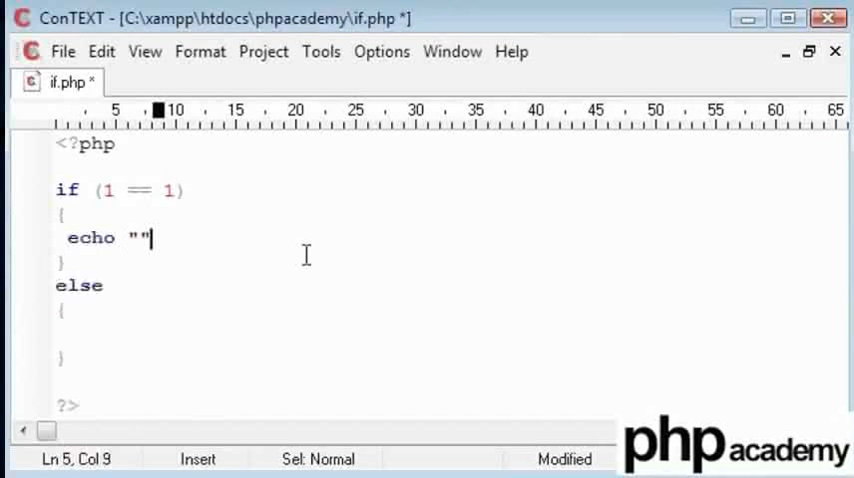 ConTEXT - [C:\xampp\htdocs\phpacademy\if.php *]
File Edit View Format Project Tools Options Window Help
if.php *
5 10 15 20 25 30 35 40 45 50 55 60 65
<?php
if (1 == 1)
{
echo ""
}
else
{
}
?>
Ln 5, Col 9 Insert Sel: Normal Modified
php academy